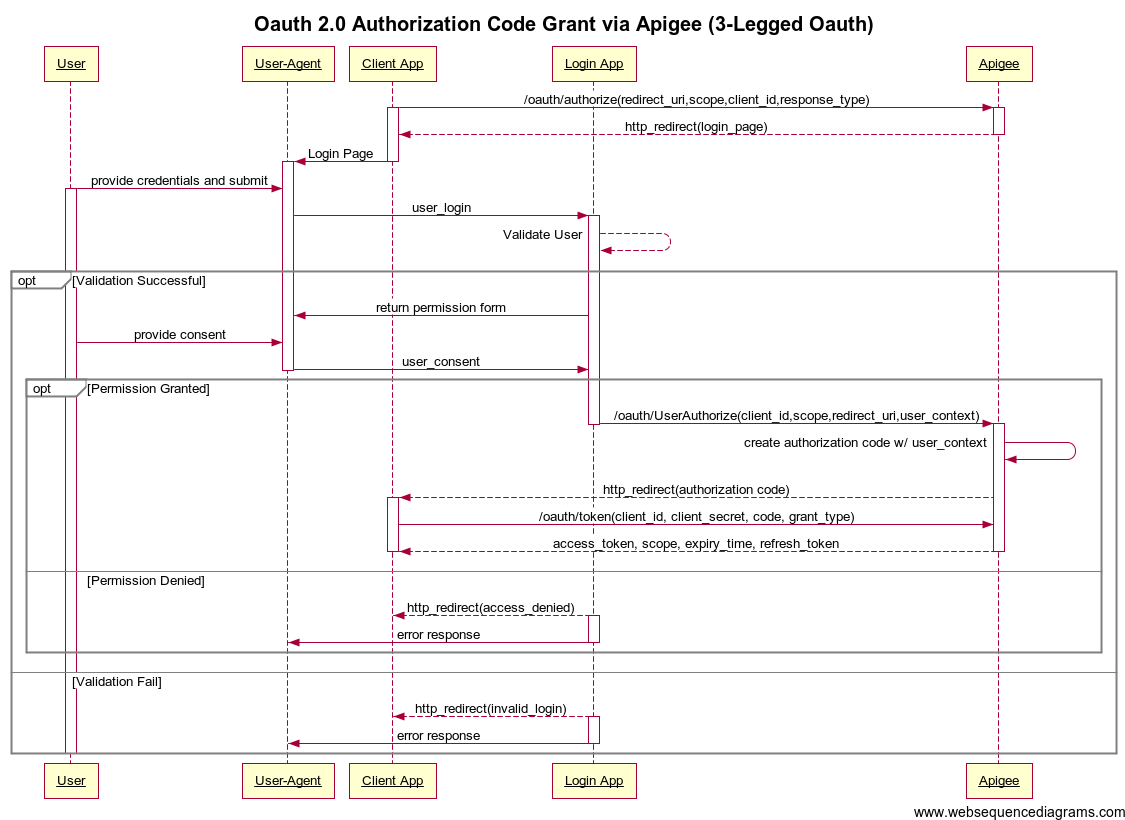 Oauth 2.0 Authorization Code Grant via Apigee (3-Legged Oauth)
User
User-Agent
Client App
Login App
Apigee
/oauth/authorize(redirect_uri,scope,client_id,response_type)
http_redirect(login_page)
Login Page
provide credentials and submit
user_login
Validate User
opt
[Validation Successful]
return permission form
provide consent
user_consent
opt
[Permission Granted]
/oauth/UserAuthorize(client_id,scope,redirect_uri,user_context)
create authorization code w/ user_context
http_redirect(authorization code)
/oauth/token(client_id, client_secret, code, grant_type)
access_token, scope, expiry_time, refresh_token
[Permission Denied]
http_redirect(access_denied)
error response
[Validation Fail]
http_redirect(invalid_login)
error response
User
User-Agent
Client App
Login App
Apigee
www.websequencediagrams.com